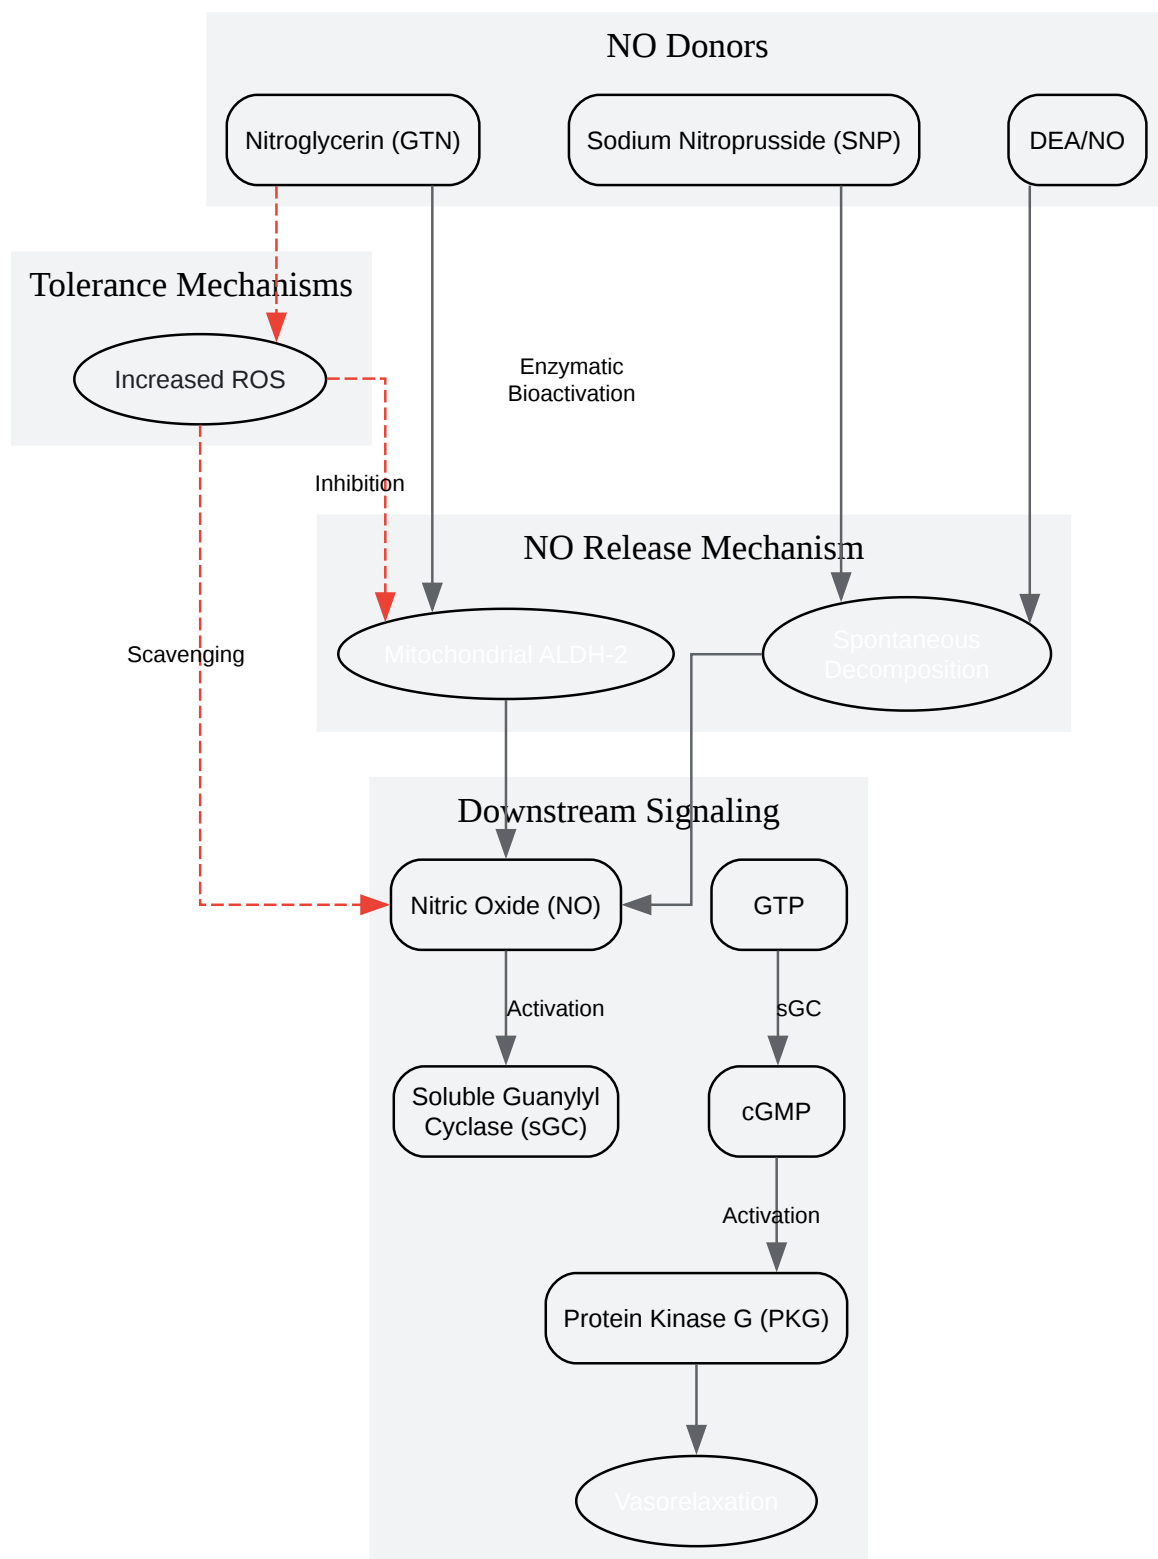 NO Donors
Nitroglycerin (GTN)
Sodium Nitroprusside (SNP)
DEA/NO
Tolerance Mechanisms
Increased ROS
Enzymatic
Bioactivation
Inhibition
NO Release Mechanism
Mitochondrial ALDH-2
Spontaneous
Decomposition
Scavenging
Downstream Signaling
Nitric Oxide (NO)
GTP
Activation
sGC
Soluble Guanylyl
Cyclase (sGC)
cGMP
Activation
Protein Kinase G (PKG)
Vasorelaxation